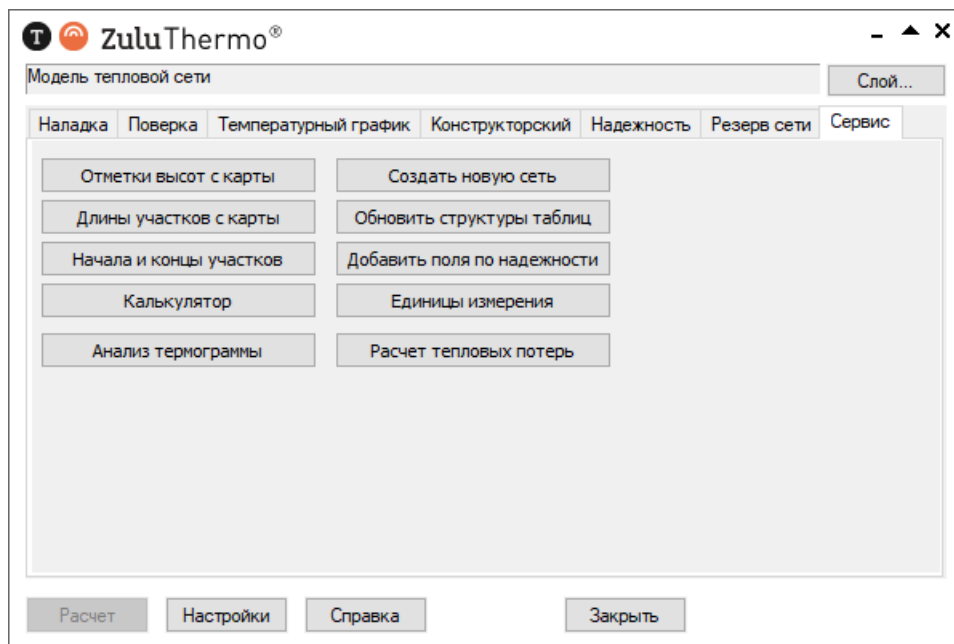 T ZuluThermo®
Модель тепловой сети Слой...
Наладка Поверка Температурный график Конструкторский Надежность Резерв сети Сервис
Отметки высот с карты Создать новую сеть
Длины участков с карты Обновить структуры таблиц
Начала и концы участков Добавить поля по надежности
Калькулятор Единицы измерения
Анализ термограммы Расчет тепловых потерь
Расчет Настройки Справка Закрыть